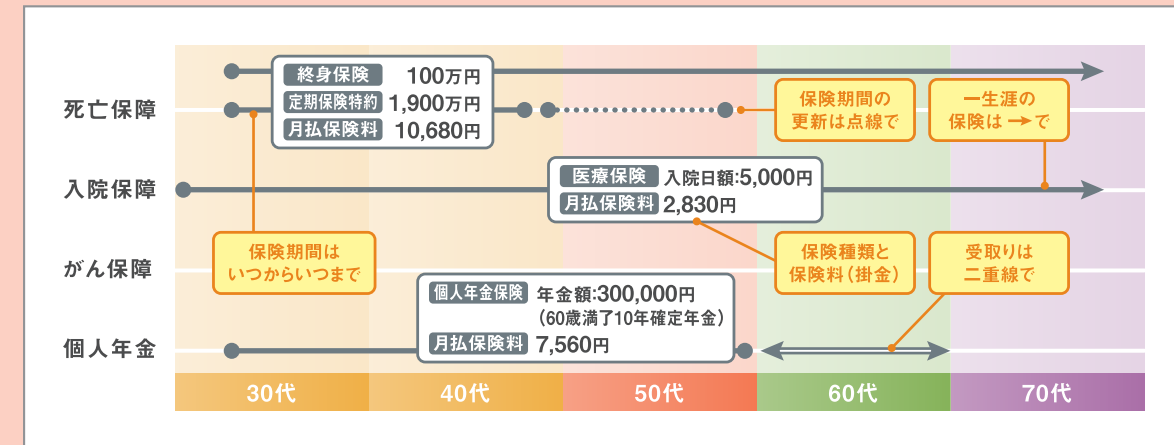 死亡保障
終身保険 100万円
定期保険特約 1,900万円
月払保険料 10,680円
保険期間の
更新は点線で
一生涯の
保険は→で
入院保障
医療保険 入院日額:5,000円
月払保険料 2,830円
保険期間は
いつからいつまで
保険種類と
保険料(掛金)
受取りは
二重線で
がん保障
個人年金保険 年金額:300,000円
(60歳満了10年確定年金)
月払保険料 7,560円
個人年金
30代 40代 50代 60代 70代